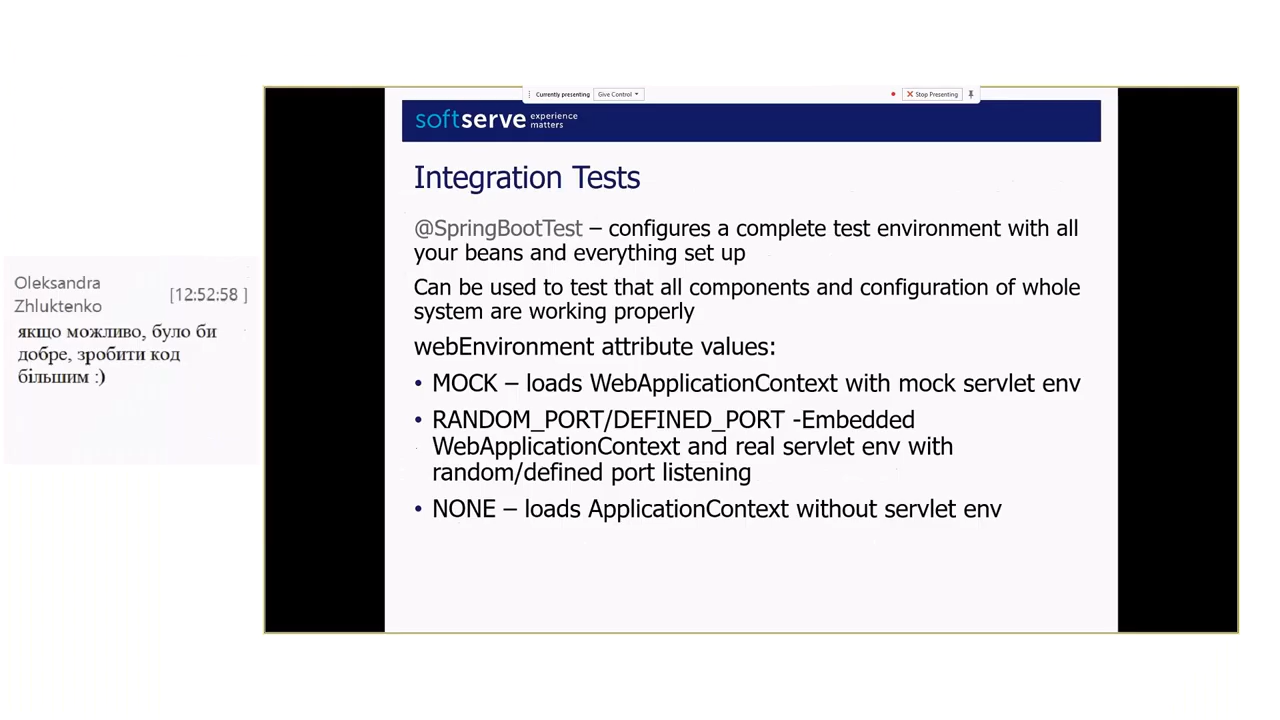 Currently presenting
Give Control
Stop Presenting
softserve experience
matters
Integration Tests
@SpringBootTest – configures a complete test environment with all
your beans and everything set up
Can be used to test that all components and configuration of whole
system are working properly
webEnvironment attribute values:
• MOCK – loads WebApplicationContext with mock servlet env
• RANDOM_PORT/DEFINED_PORT -Embedded
WebApplicationContext and real servlet env with
random/defined port listening
• NONE – loads ApplicationContext without servlet env
Oleksandra
Zhluktenko
[12:52:58 ]
якщо можливо, було би
добре, зробити код
більшим :)